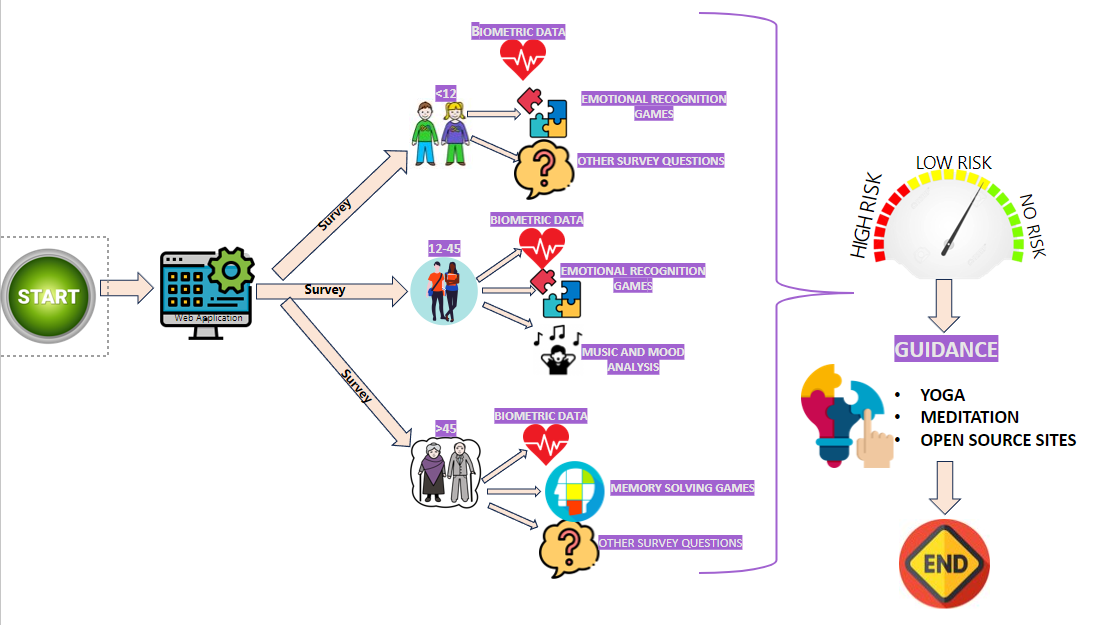 START
Web Application
Survey
Survey
Survey
<12
BIOMETRIC DATA
EMOTIONAL RECOGNITION
GAMES
OTHER SURVEY QUESTIONS
12-45
BIOMETRIC DATA
EMOTIONAL RECOGNITION
GAMES
MUSIC AND MOOD
ANALYSIS
>45
BIOMETRIC DATA
MEMORY SOLVING GAMES
OTHER SURVEY QUESTIONS
HIGH RISK
LOW RISK
NO RISK
GUIDANCE
• YOGA
• MEDITATION
• OPEN SOURCE SITES
END